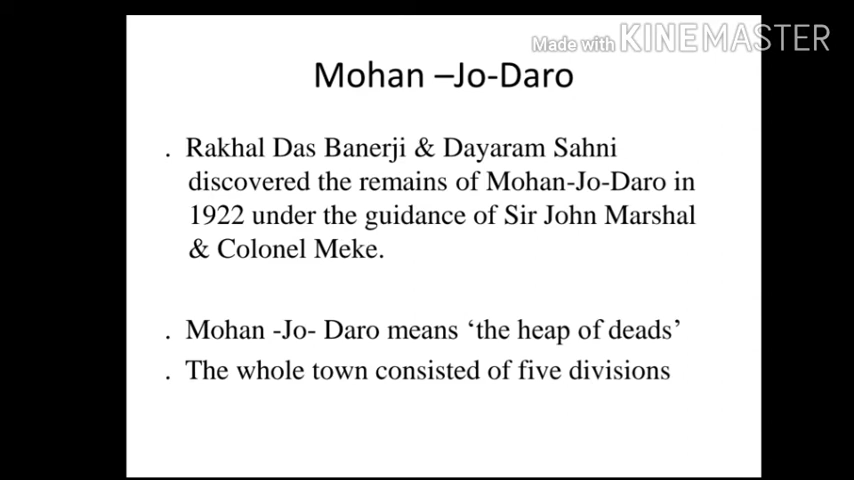 Made with KINEMASTER
Mohan –Jo-Daro
. Rakhal Das Banerji & Dayaram Sahni
discovered the remains of Mohan-Jo-Daro in
1922 under the guidance of Sir John Marshal
& Colonel Meke.
. Mohan -Jo- Daro means ‘the heap of deads’
. The whole town consisted of five divisions